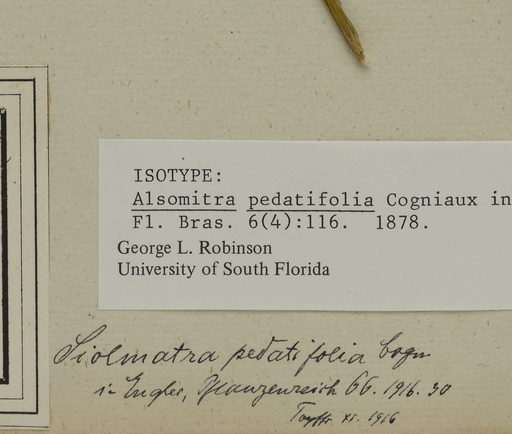 ISOTYPE:
Alsomitra pedatifolia Cogniaux in
Fl. Bras. 6(4):116. 1878.
George L. Robinson
University of South Florida
Siolmatra pedatifolia Cogn
in Engler, Pflanzenreich 66. 1916. 30
XI. 1916